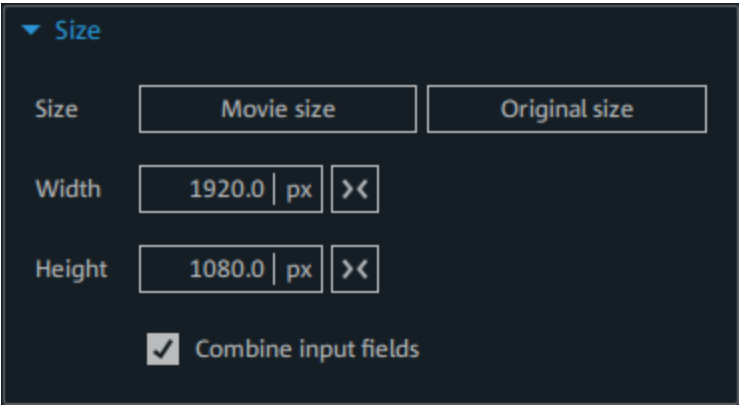 Size
Size Movie size Original size
Width 1920.0 px
Height 1080.0 px
Combine input fields